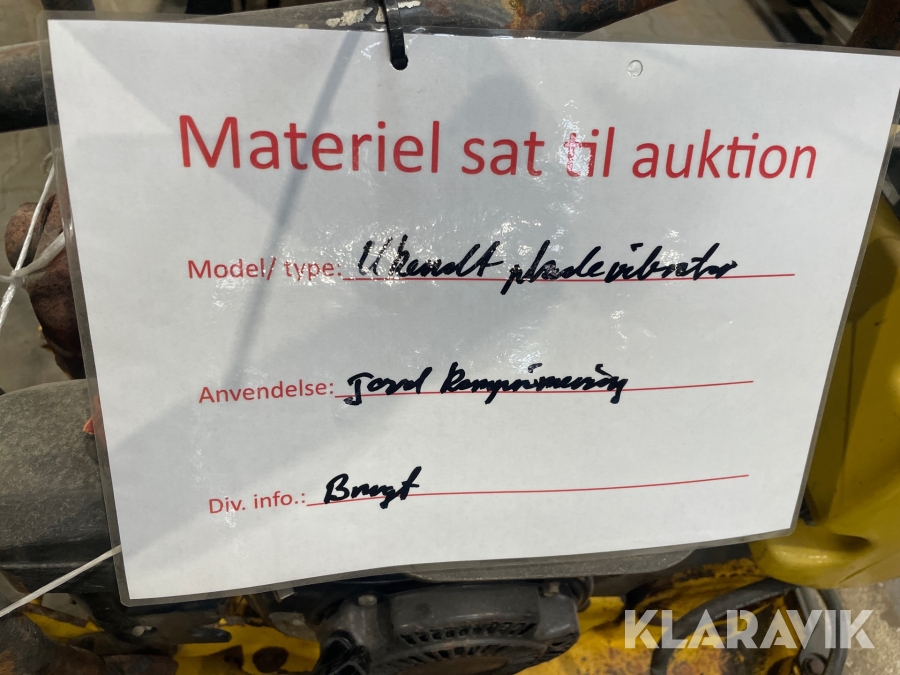 Materiel sat til auktion
Model/ type: Ukendt pladevibrator
Anvendelse: Jord komprimering
Div. info.: Brugt
KLARAVIK